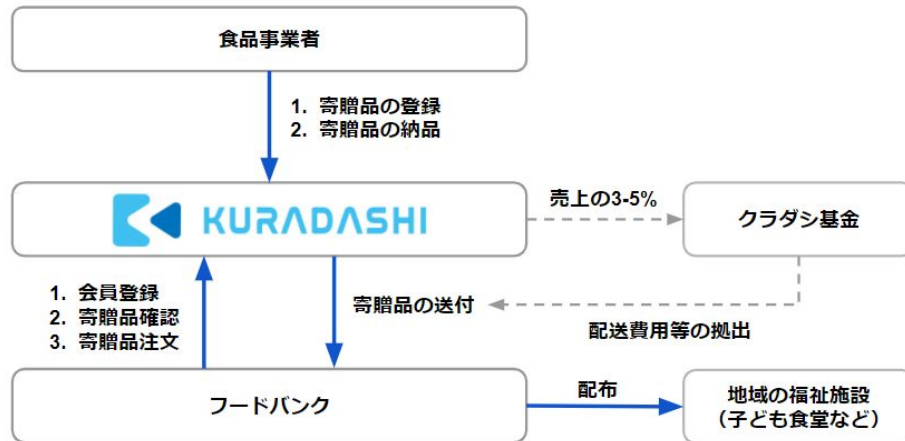 食品事業者
1. 寄贈品の登録
2. 寄贈品の納品
KURADASHI
売上の3-5%
クラダシ基金
1. 会員登録
2. 寄贈品確認
3. 寄贈品注文
寄贈品の送付
配送費用等の拠出
フードバンク
配布
地域の福祉施設
（子ども食堂など）